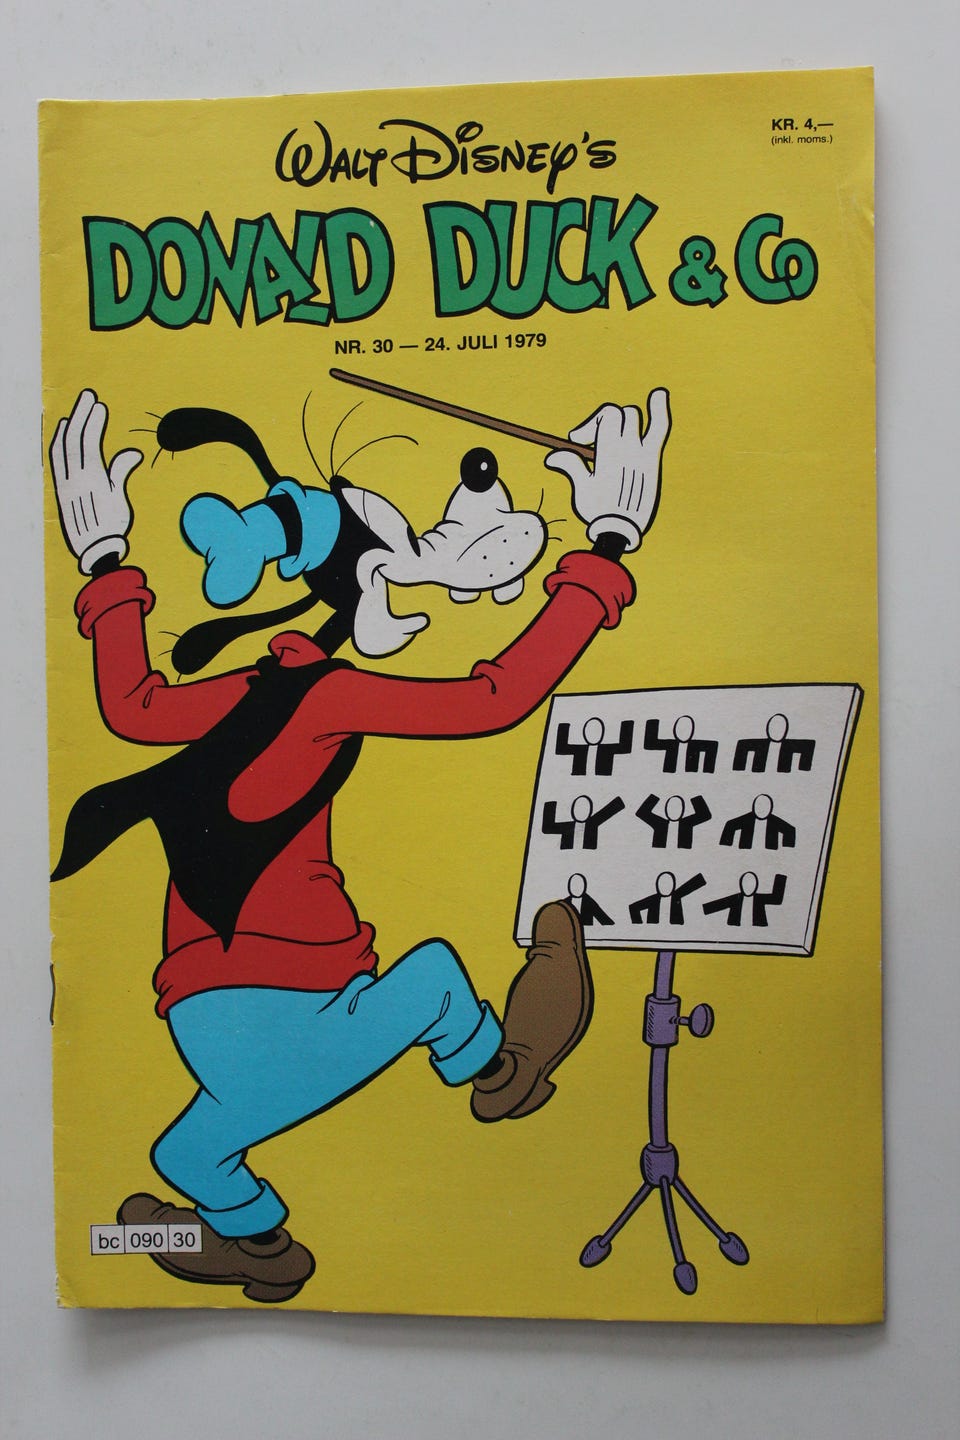 KR. 4,—
(inkl. moms.)
WALT DISNEY'S
DONALD DUCK & Co
NR. 30 — 24. JULI 1979
bc 090 30